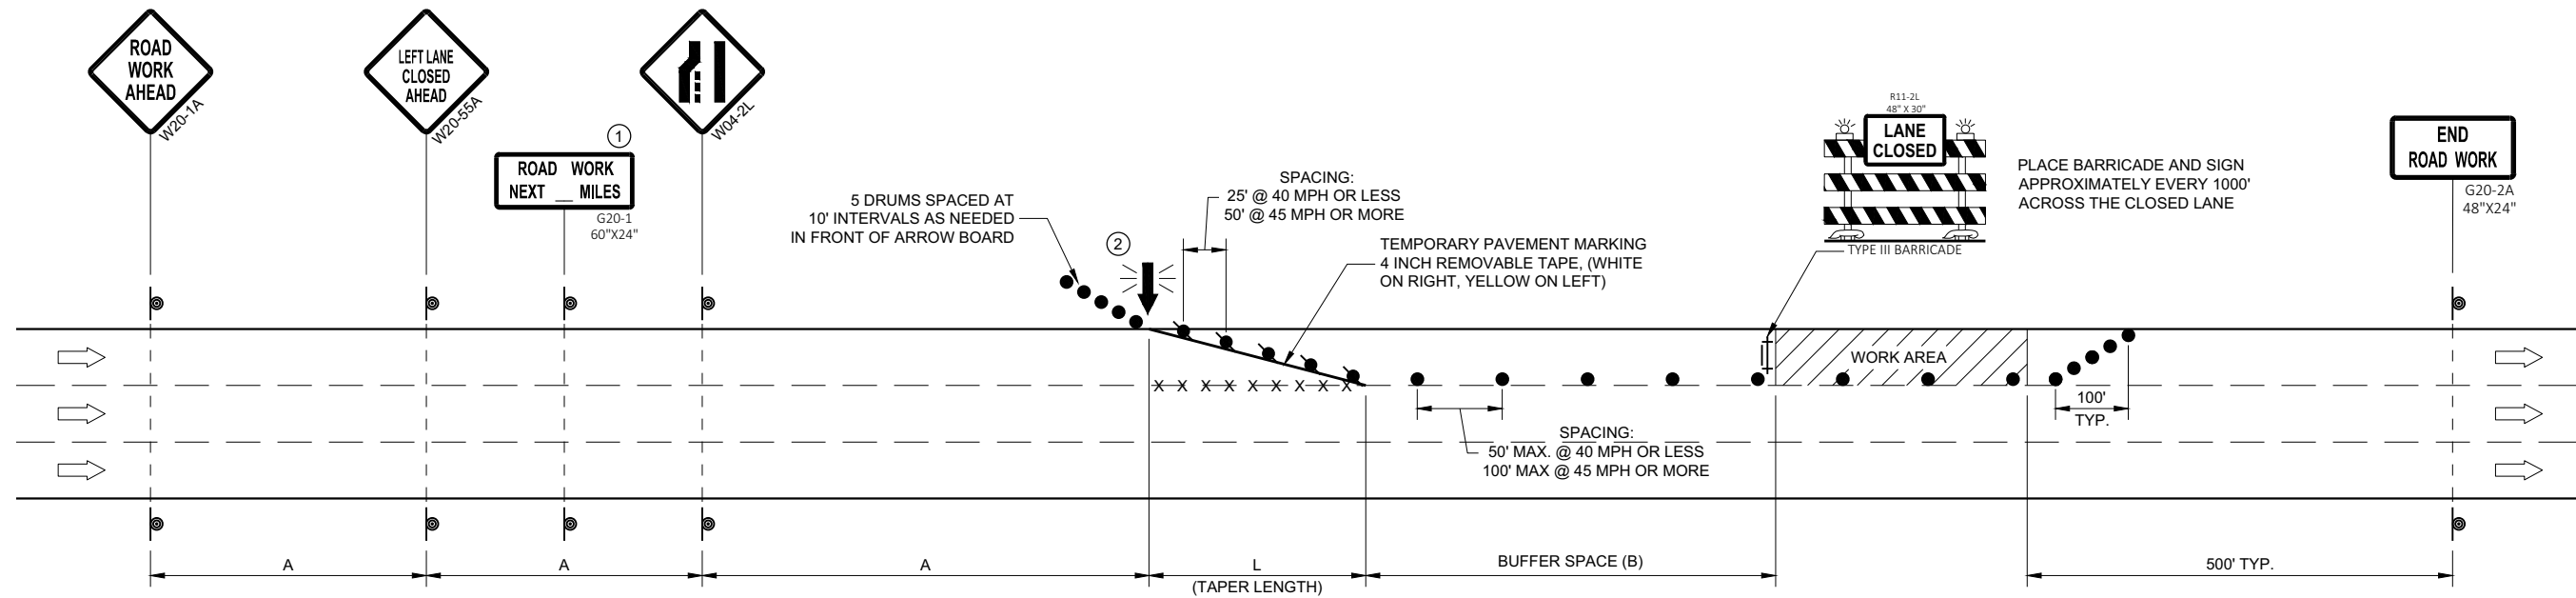 ROAD
WORK
AHEAD
W20-1A
LEFT LANE
CLOSED
AHEAD
W20-55A
1
ROAD WORK
NEXT __ MILES
G20-1
60"X24"
W04-2L
5 DRUMS SPACED AT
10' INTERVALS AS NEEDED
IN FRONT OF ARROW BOARD
2
SPACING:
25' @ 40 MPH OR LESS
50' @ 45 MPH OR MORE
TEMPORARY PAVEMENT MARKING
4 INCH REMOVABLE TAPE, (WHITE
ON RIGHT, YELLOW ON LEFT)
R11-2L
48" X 30"
LANE
CLOSED
TYPE III BARRICADE
PLACE BARRICADE AND SIGN
APPROXIMATELY EVERY 1000'
ACROSS THE CLOSED LANE
END
ROAD WORK
G20-2A
48"X24"
WORK AREA
X X X X X X X X X
100'
TYP.
SPACING:
50' MAX. @ 40 MPH OR LESS
100' MAX @ 45 MPH OR MORE
A
A
A
L
(TAPER LENGTH)
BUFFER SPACE (B)
500' TYP.